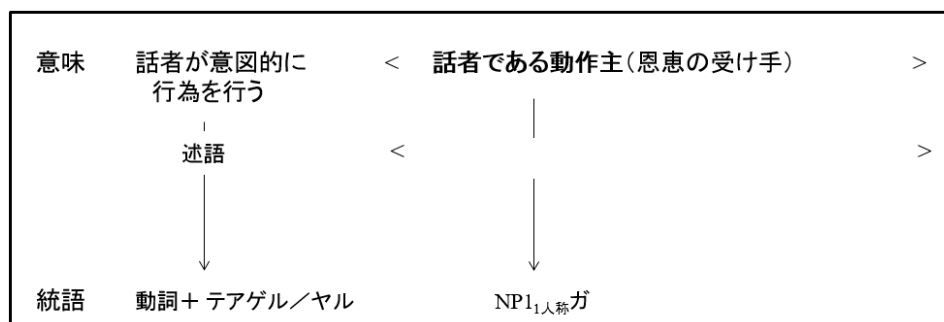 意味 話者が意図的に < 話者である動作主（恩恵の受け手） >
行為を行う
述語 < >
統語 動詞＋ テアゲル／ヤル NP1₁人称ガ